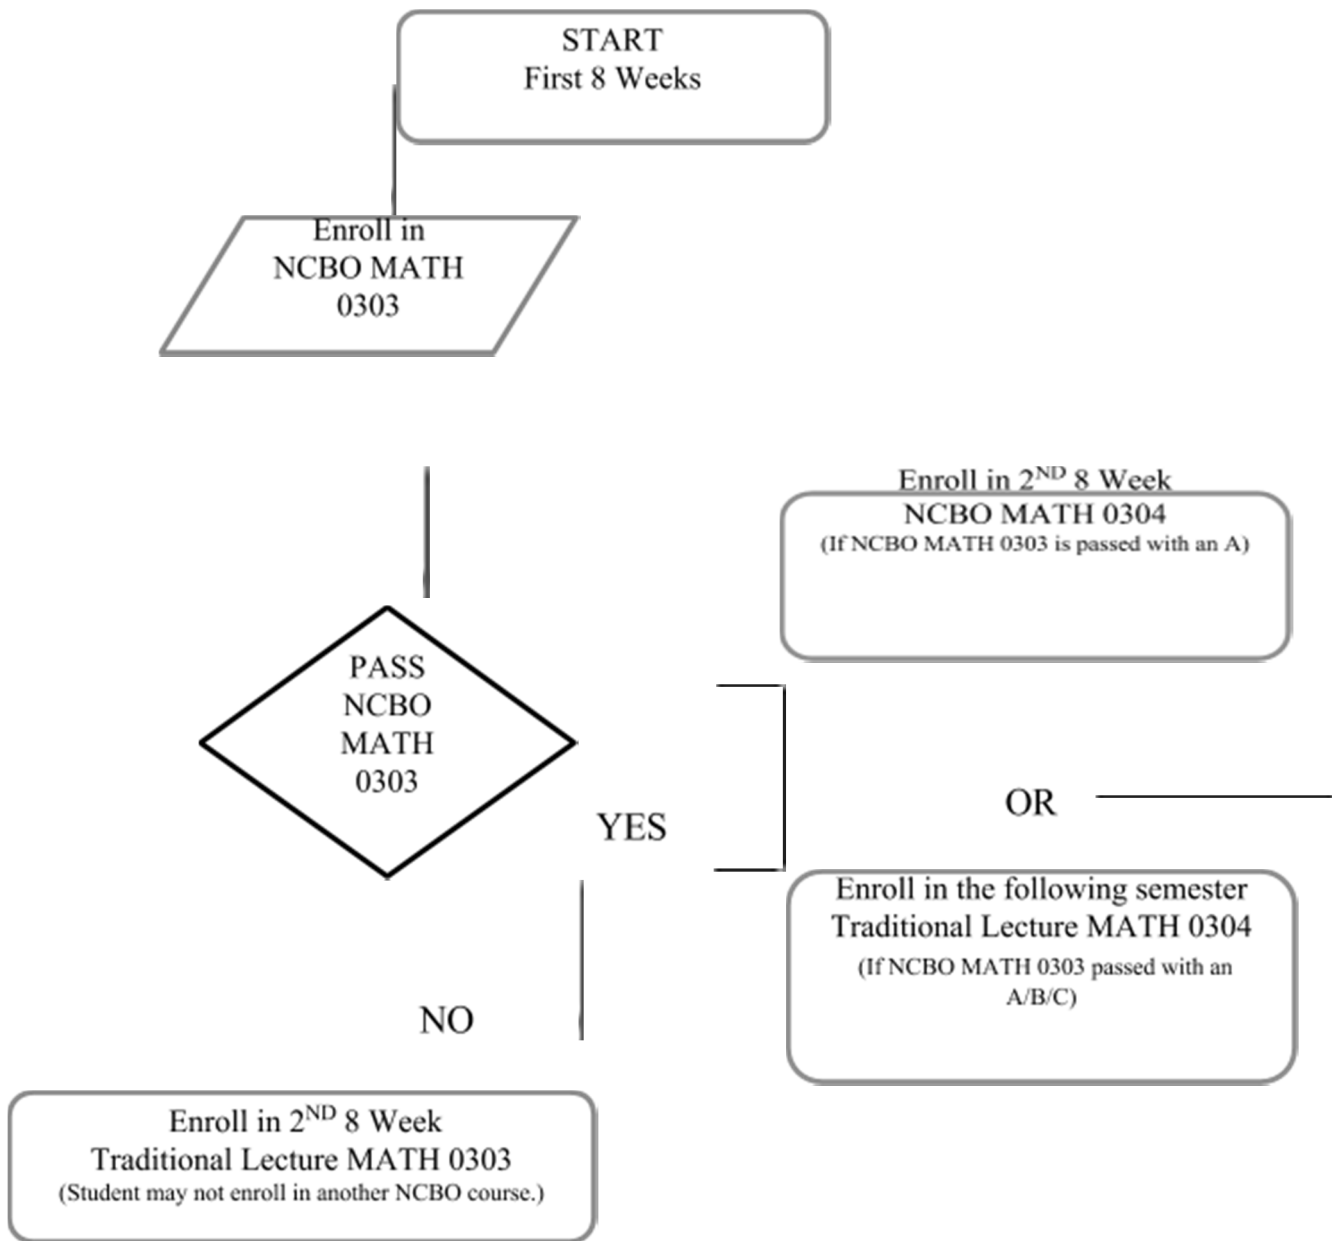 START
First 8 Weeks
Enroll in
NCBO MATH
0303
Enroll in 2ND 8 Week
NCBO MATH 0304
(If NCBO MATH 0303 is passed with an A)
PASS
NCBO
MATH
0303
YES
OR
Enroll in the following semester
Traditional Lecture MATH 0304
(If NCBO MATH 0303 passed with an
A/B/C)
NO
Enroll in 2ND 8 Week
Traditional Lecture MATH 0303
(Student may not enroll in another NCBO course.)